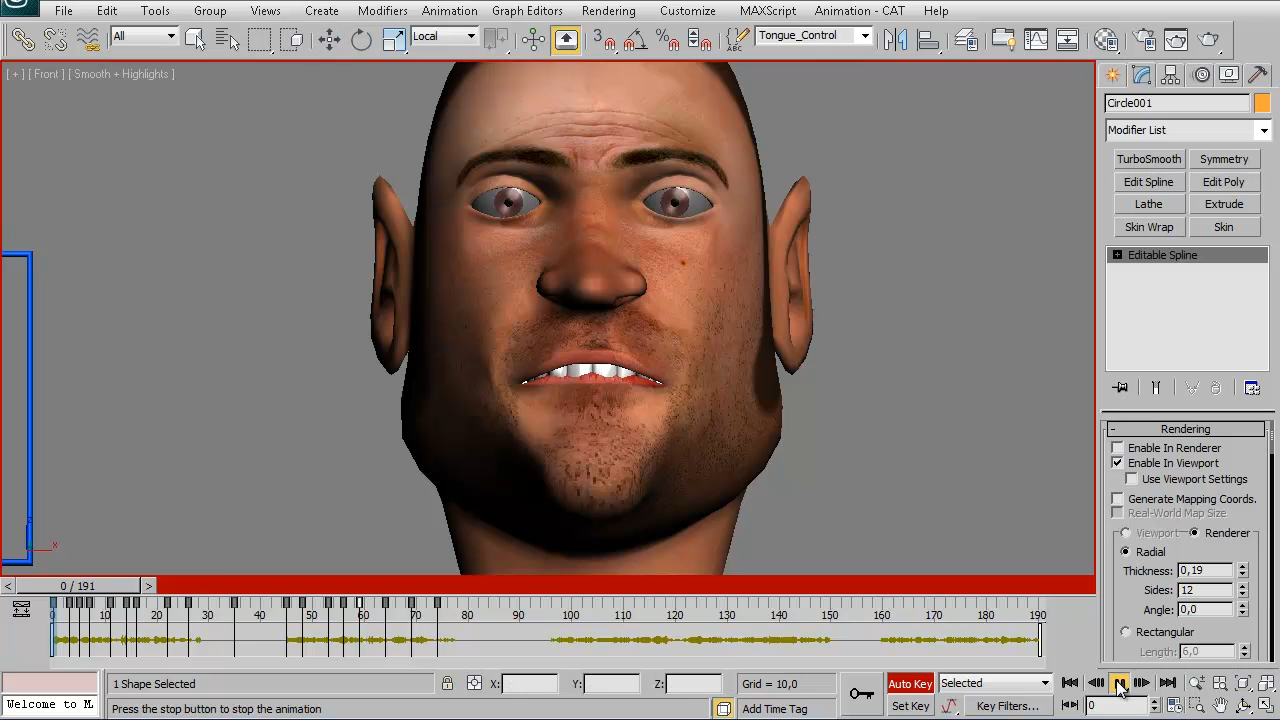 File Edit Tools Group Views Create Modifiers Animation Graph Editors Rendering Customize MAXScript Animation - CAT Help
All Local 3 Tongue_Control
[ + ] [ Front ] [ Smooth + Highlights ]
Circle001
Modifier List
TurboSmooth Symmetry
Edit Spline Edit Poly
Lathe Extrude
Skin Wrap Skin
Editable Spline
Rendering
Enable In Renderer
Enable In Viewport
Use Viewport Settings
Generate Mapping Coords.
Real-World Map Size
Viewport Renderer
Radial
Thickness: 0,19
Sides: 12
Angle: 0,0
Rectangular
Length: 6,0
x
< 0 / 191 >
0 10 20 30 40 50 60 70 80 90 100 110 120 130 140 150 160 170 180 190
1 Shape Selected X: Y: Z: Grid = 10,0 Auto Key Selected
Welcome to M. Press the stop button to stop the animation Add Time Tag Set Key Key Filters... 0